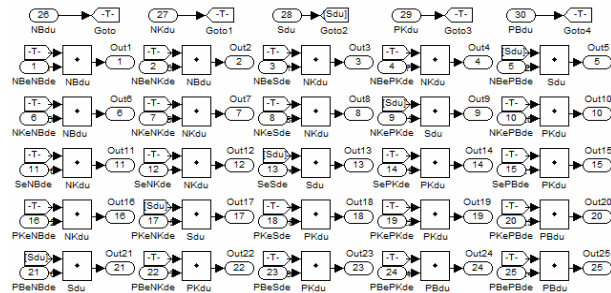 26 -T- 27 -T- 28 [Sdu] 29 -T- 30 -T-
NBdu Goto NKdu Goto1 Sdu Goto2 PKdu Goto3 PBdu Goto4
-T- Out1 -T- Out2 -T- Out3 -T- Out4 [Sdu] Out5
1 1 2 2 3 3 4 4 5 5
NBeNBde NBdu NBeNKde NBdu NBeSde NKdu NBePKde NKdu NBePBde Sdu
-T- Out6 -T- Out7 -T- Out8 [Sdu] Out9 -T- Out10
6 6 7 7 8 8 9 9 10 10
NKeNBde NBdu NKeNKde NKdu NKeSde NKdu NKePKde Sdu NKePBde PKdu
-T- Out11 -T- Out12 [Sdu] Out13 -T- Out14 -T- Out15
11 11 12 12 13 13 14 14 15 15
SeNBde NKdu SeNKde NKdu SeSde Sdu SePKde PKdu SePBde PKdu
-T- Out16 [Sdu] Out17 -T- Out18 -T- Out19 -T- Out20
16 16 17 17 18 18 19 19 20 20
PKeNBde NKdu PKeNKde Sdu PKeSde PKdu PKePKde PKdu PKePBde PBdu
[Sdu] Out21 -T- Out22 -T- Out23 -T- Out24 -T- Out25
21 21 22 22 23 23 24 24 25 25
PBeNBde Sdu PBeNKde PKdu PBeSde PKdu PBePKde PBdu PBePBde PBdu